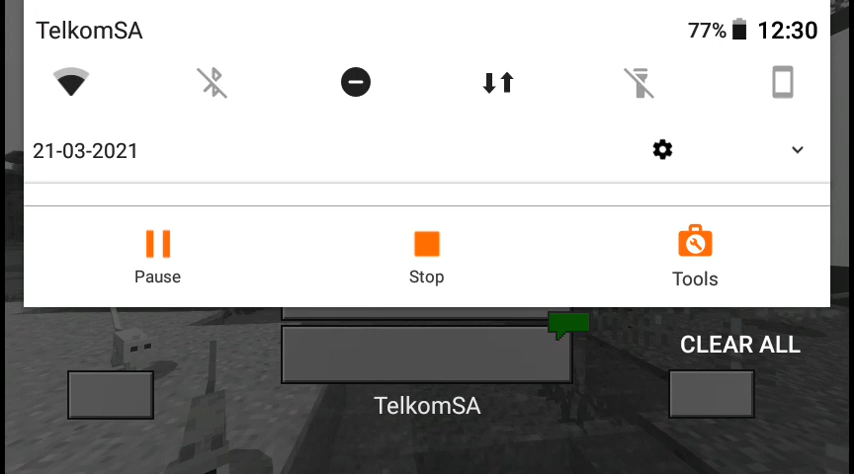 TelkomSA 77% 12:30
21-03-2021
Pause Stop Tools
CLEAR ALL
TelkomSA